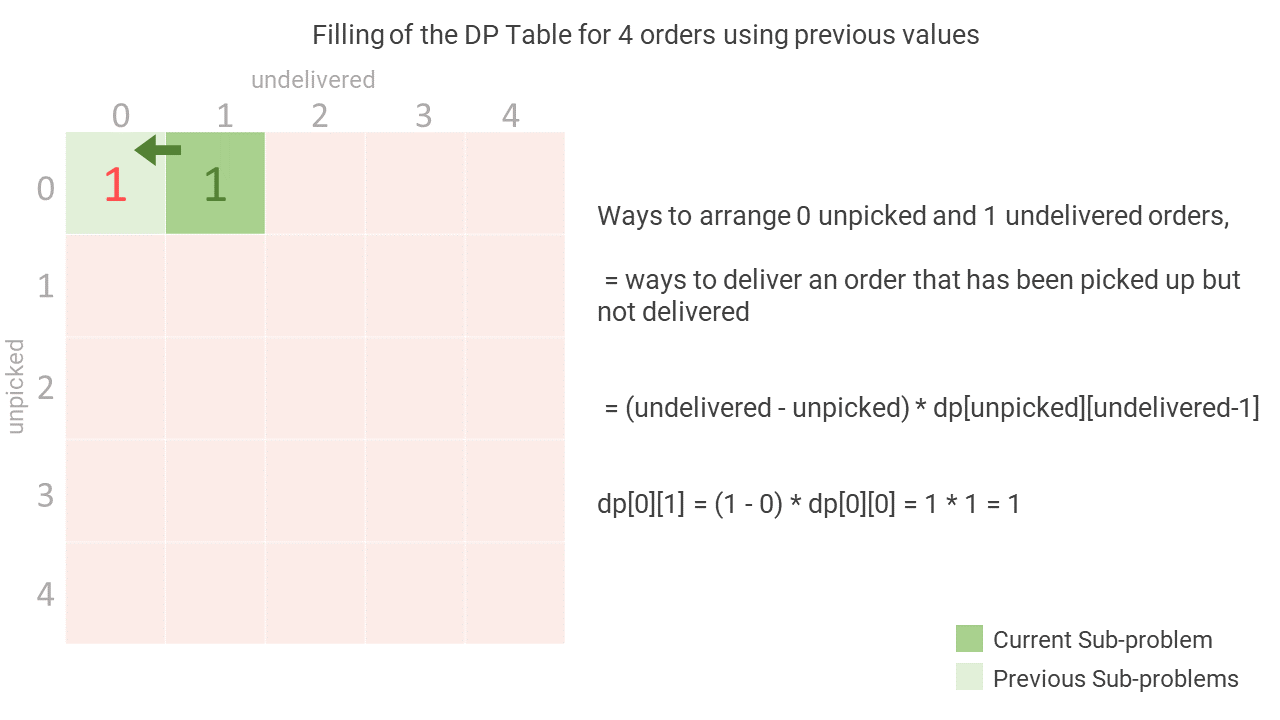 Filling of the DP Table for 4 orders using previous values
undelivered
0 1 2 3 4
0 1 1
1
2
3
4
unpicked
Ways to arrange 0 unpicked and 1 undelivered orders,
= ways to deliver an order that has been picked up but
not delivered
= (undelivered - unpicked) * dp[unpicked][undelivered-1]
dp[0][1] = (1 - 0) * dp[0][0] = 1 * 1 = 1
Current Sub-problem
Previous Sub-problems